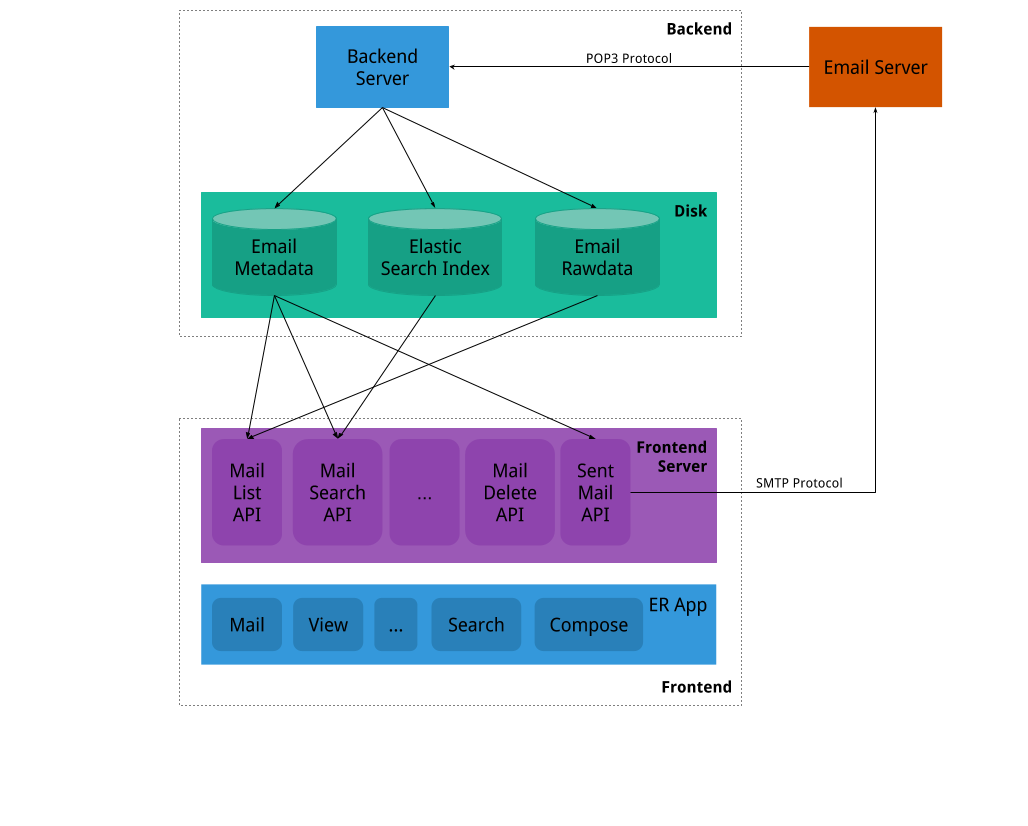 Backend
Backend
Server
POP3 Protocol
Email Server
Disk
Email
Metadata
Elastic
Search Index
Email
Rawdata
Frontend
Server
Mail
List
API
Mail
Search
API
...
Mail
Delete
API
Sent
Mail
API
SMTP Protocol
ER App
Mail
View
...
Search
Compose
Frontend